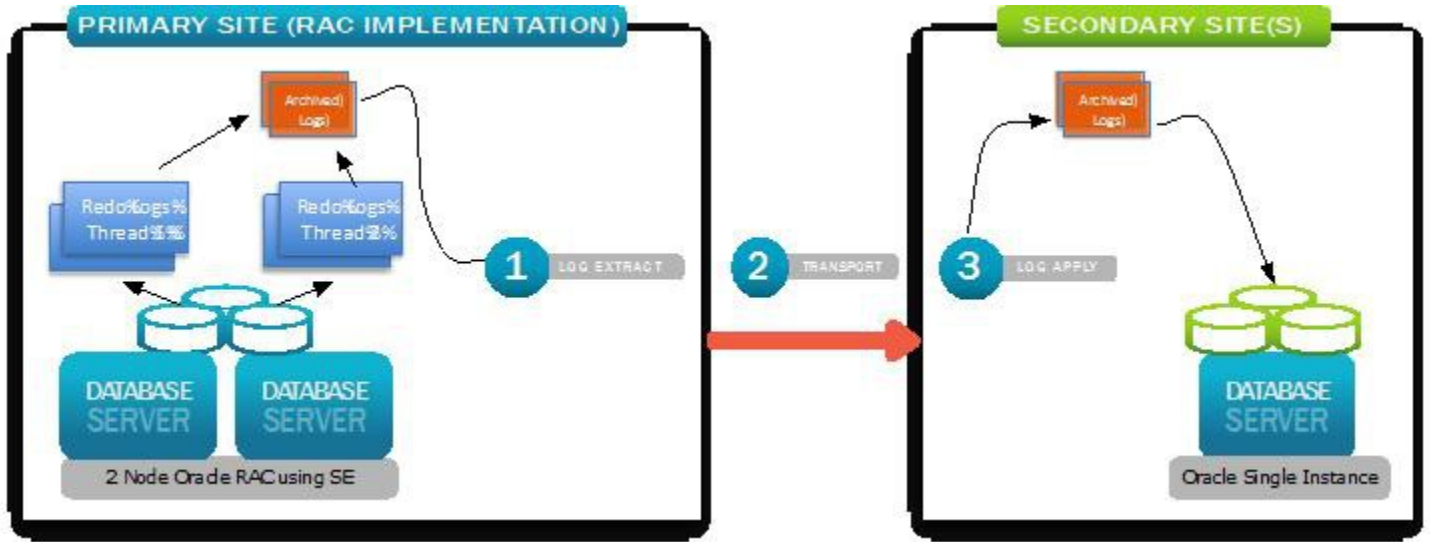 PRIMARY SITE (RAC IMPLEMENTATION)
SECONDARY SITE(S)
Archived)
Logs)
Archived)
Logs)
Redo%Logs%
Thread%1%
Redo%Logs%
Thread%2%
1 LOG EXTRACT
2 TRANSPORT
3 LOG APPLY
DATABASE
SERVER
DATABASE
SERVER
DATABASE
SERVER
2 Node Oracle RAC using SE
Oracle Single Instance